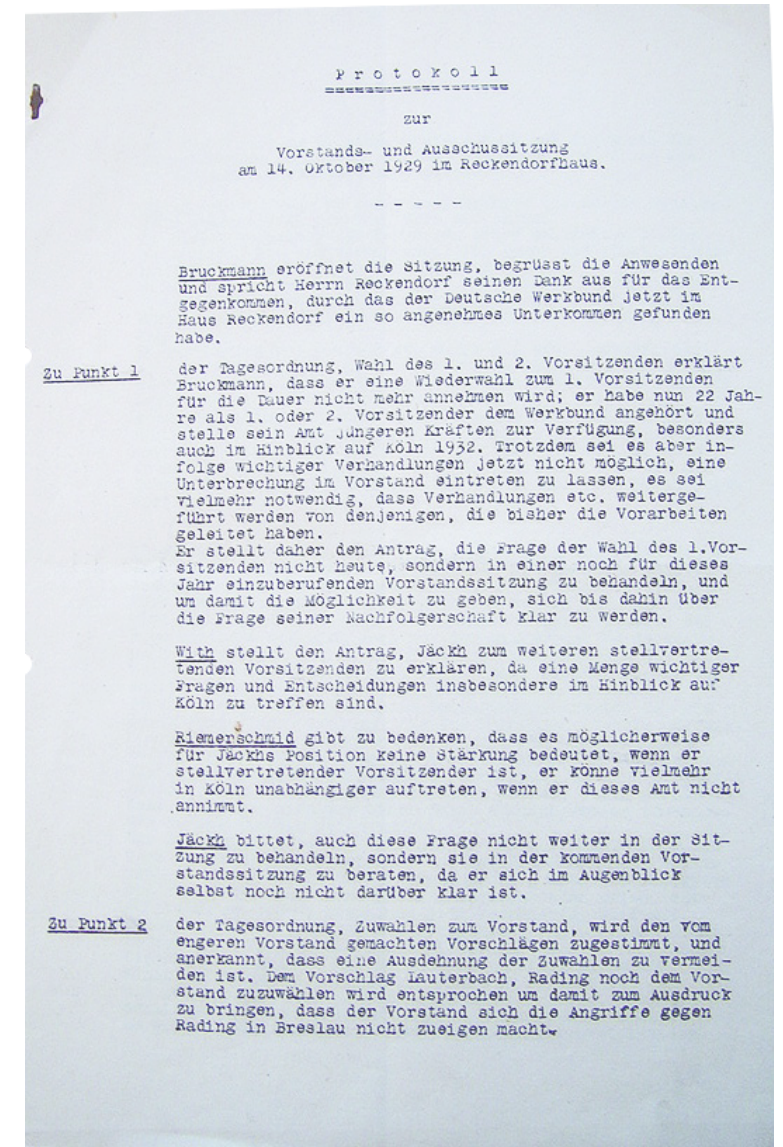 Protokoll
===================
zur
Vorstands- und Ausschussitzung
am 14. Oktober 1929 im Reckendorfhaus.
- - - - -
Bruckmann eröffnet die Sitzung, begrüsst die Anwesenden
und spricht Herrn Reckendorf seinen Dank aus für das Ent-
gegenkommen, durch das der Deutsche Werkbund jetzt im
Haus Reckendorf ein so angenehmes Unterkommen gefunden
habe.
Zu Punkt 1 der Tagesordnung, Wahl des 1. und 2. Vorsitzenden erklärt
Bruckmann, dass er eine Wiederwahl zum 1. Vorsitzenden
für die Dauer nicht mehr annehmen wird; er habe nun 22 Jah-
re als 1. oder 2. Vorsitzender dem Werkbund angehört und
stelle sein Amt jüngeren Kräften zur Verfügung, besonders
auch im Hinblick auf Köln 1932. Trotzdem sei es aber in-
folge wichtiger Verhandlungen jetzt nicht möglich, eine
Unterbrechung im Vorstand eintreten zu lassen, es sei
vielmehr notwendig, dass Verhandlungen etc. weiterge-
führt werden von denjenigen, die bisher die Vorarbeiten
geleitet haben.
Er stellt daher den Antrag, die Frage der Wahl des 1.Vor-
sitzenden nicht heute, sondern in einer noch für dieses
Jahr einzuberufenden Vorstandssitzung zu behandeln, und
um damit die Möglichkeit zu geben, sich bis dahin über
die Frage seiner Nachfolgerschaft klar zu werden.
With stellt den Antrag, Jäckh zum weiteren stellvertre-
tenden Vorsitzenden zu erklären, da eine Menge wichtiger
Fragen und Entscheidungen insbesondere im Hinblick auf
Köln zu treffen sind.
Riemerschmid gibt zu bedenken, dass es möglicherweise
für Jäckhs Position keine Stärkung bedeutet, wenn er
stellvertretender Vorsitzender ist, er könne vielmehr
in Köln unabhängiger auftreten, wenn er dieses Amt nicht
annimmt.
Jäckh bittet, auch diese Frage nicht weiter in der Sit-
zung zu behandeln, sondern sie in der kommenden Vor-
standssitzung zu beraten, da er sich im Augenblick
selbst noch nicht darüber klar ist.
Zu Punkt 2 der Tagesordnung, Zuwahlen zum Vorstand, wird den vom
engeren Vorstand gemachten Vorschlägen zugestimmt, und
anerkannt, dass eine Ausdehnung der Zuwahlen zu vermei-
den ist. Dem Vorschlag Lauterbach, Rading noch dem Vor-
stand zuzuwählen wird entsprochen um damit zum Ausdruck
zu bringen, dass der Vorstand sich die Angriffe gegen
Rading in Breslau nicht zueigen macht.